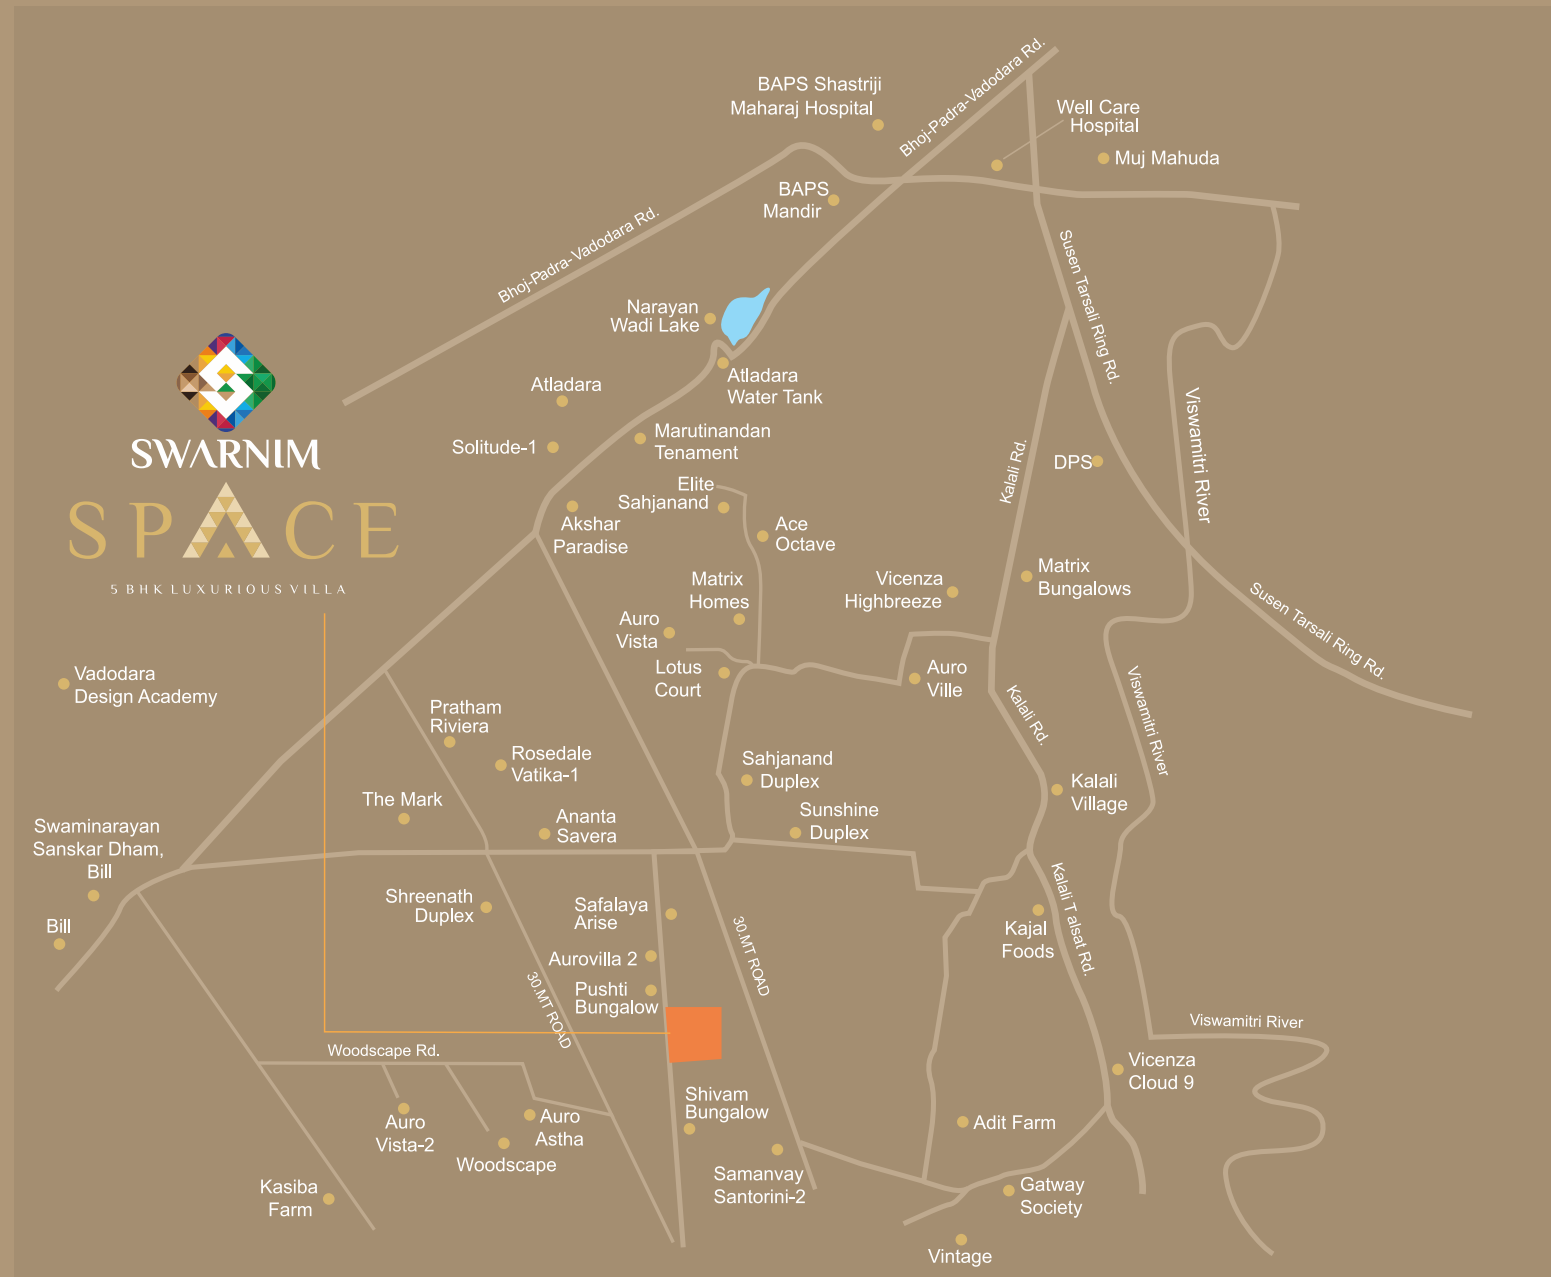 BAPS Shastriji
Maharaj Hospital
Bhoj-Padra-Vadodara Rd.
Well Care
Hospital
Muj Mahuda
BAPS
Mandir
Bhoj-Padra-Vadodara Rd.
Susen Tarsali Ring Rd.
Narayan
Wadi Lake
Atladara
Water Tank
Atladara
Viswamitri River
SWARNIM
SPACE
5 BHK LUXURIOUS VILLA
Solitude-1
Marutinandan
Tenament
Kalali Rd.
DPS
Elite
Sahjanand
Akshar
Paradise
Ace
Octave
Matrix
Homes
Vicenza
Highbreeze
Matrix
Bungalows
Susen Tarsali Ring Rd.
Auro
Vista
Lotus
Court
Auro
Ville
Vadodara
Design Academy
Kalali Rd.
Viswamitri River
Pratham
Riviera
Rosedale
Vatika-1
Sahjanand
Duplex
Kalali
Village
The Mark
Ananta
Savera
Sunshine
Duplex
Swaminarayan
Sanskar Dham,
Bill
Bill
Shreenath
Duplex
Safalaya
Arise
30.MT ROAD
Kajal
Foods
Kalali T alsat Rd.
Aurovilla 2
Pushti
Bungalow
30.MT ROAD
Viswamitri River
Woodscape Rd.
Vicenza
Cloud 9
Auro
Vista-2
Auro
Astha
Woodscape
Shivam
Bungalow
Adit Farm
Samanvay
Santorini-2
Kasiba
Farm
Gatway
Society
Vintage